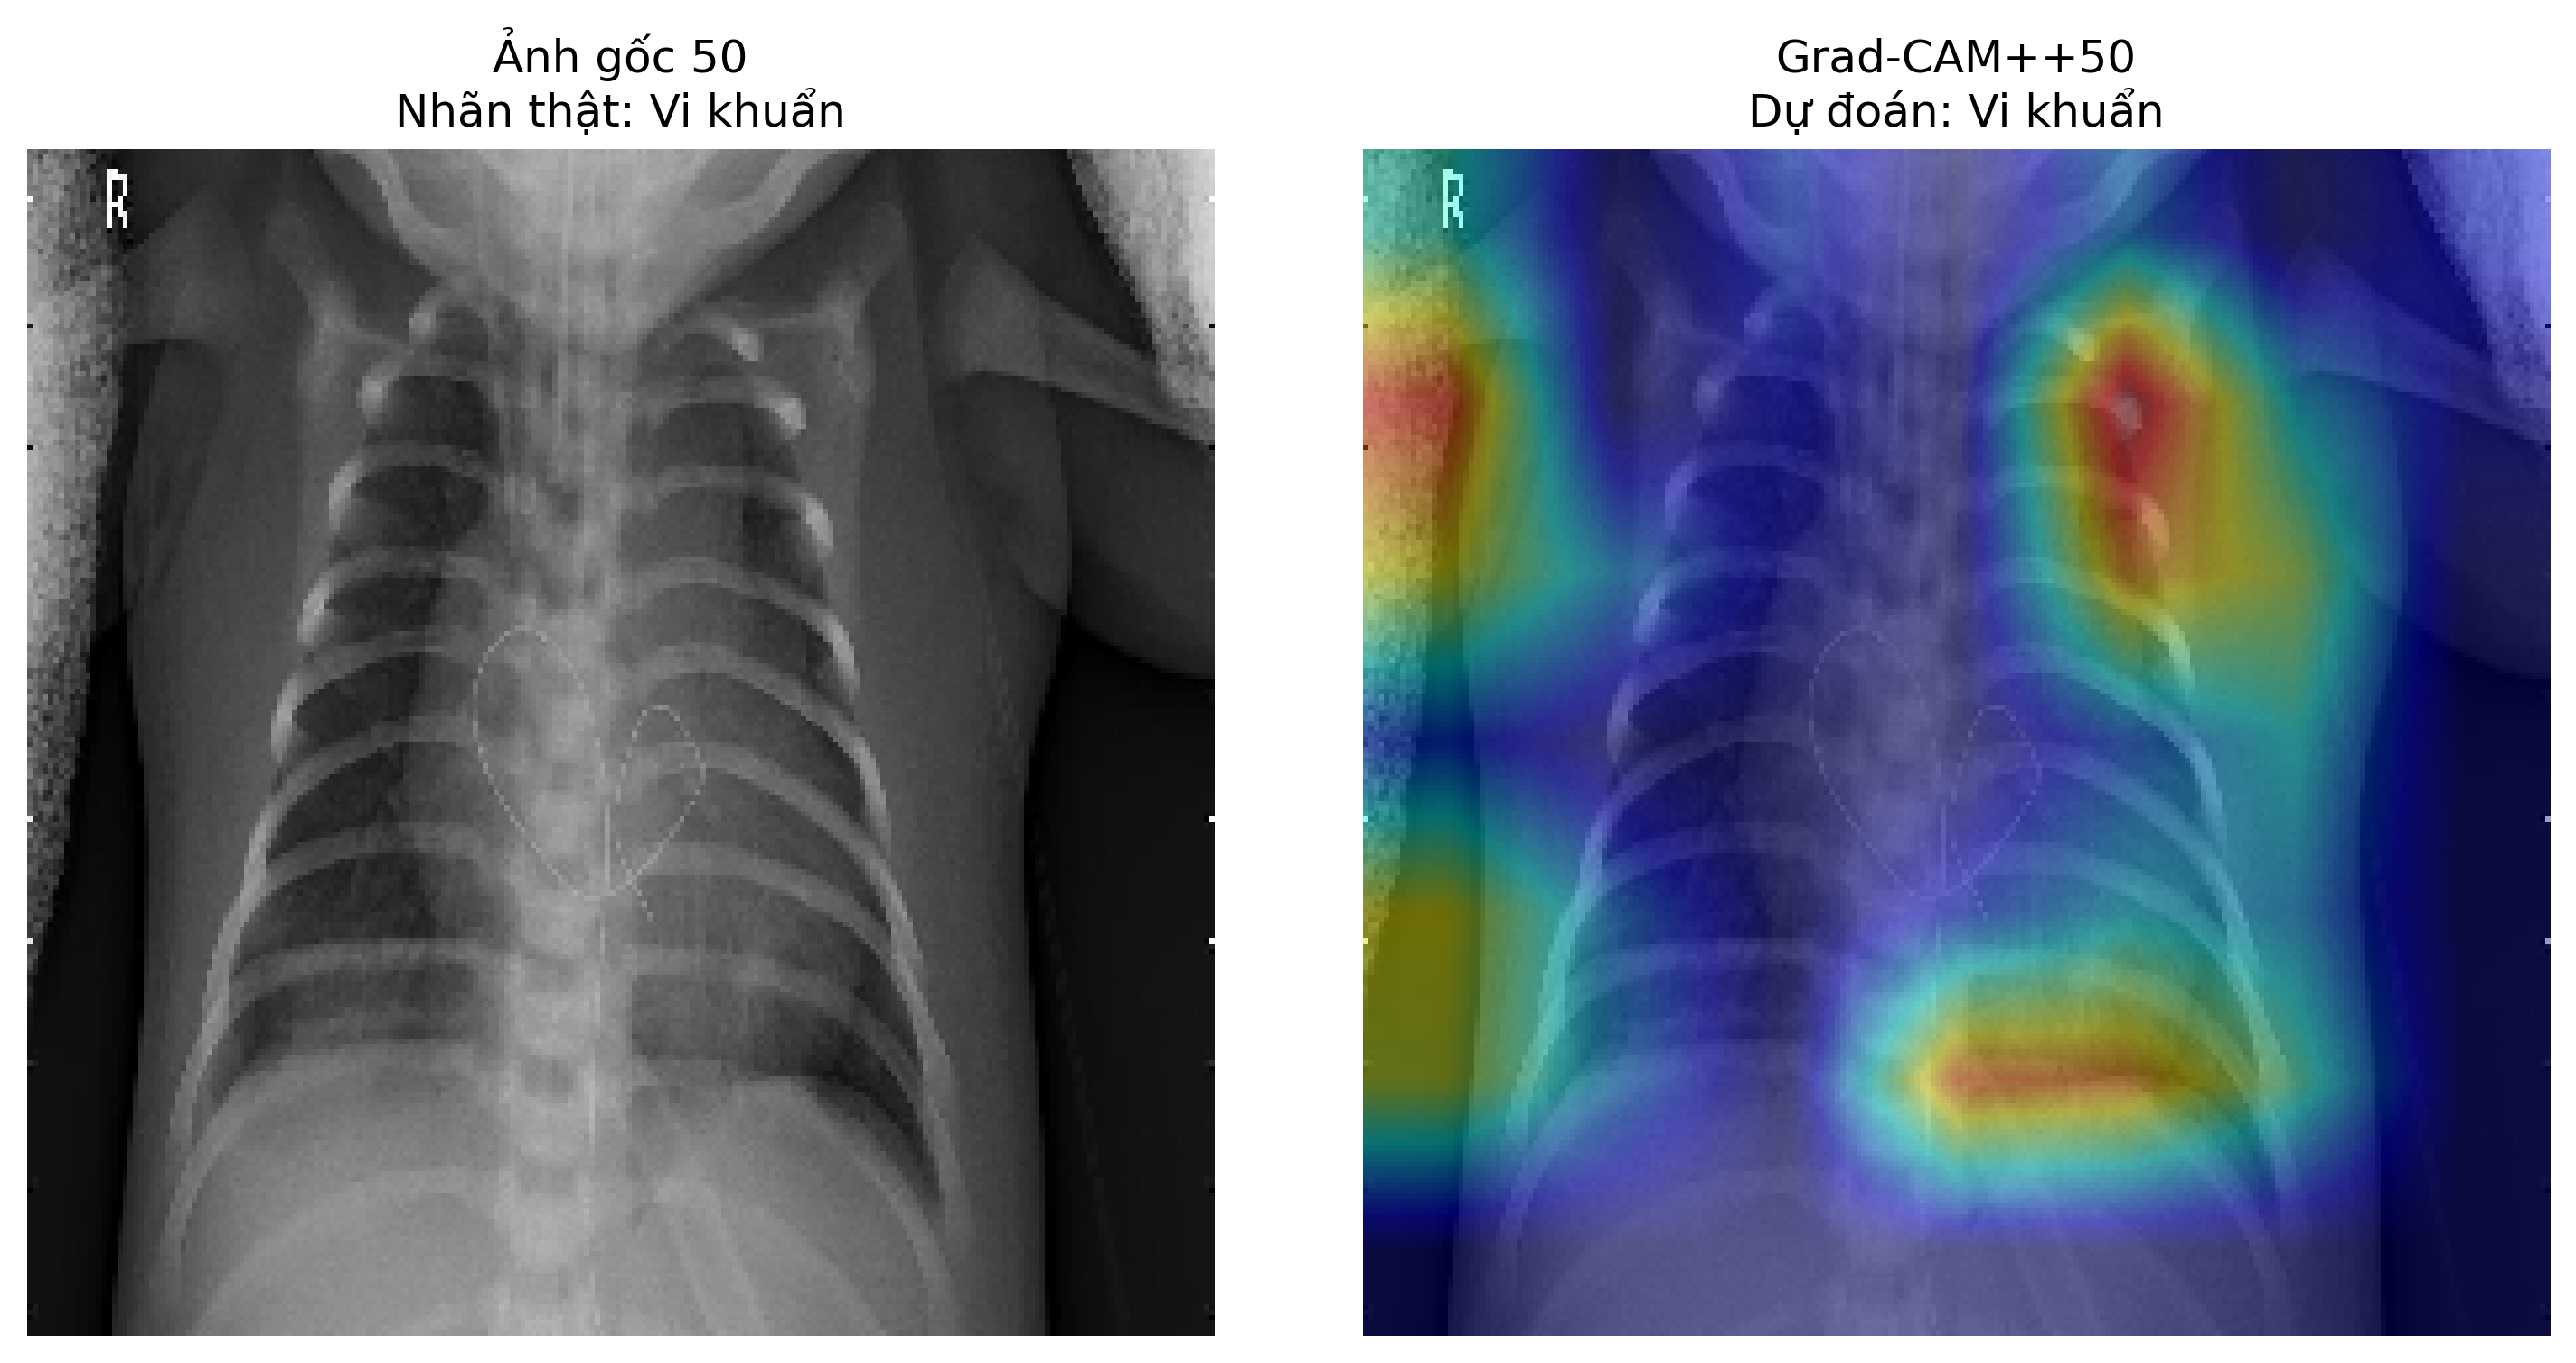 Ảnh gốc 50
Nhãn thật: Vi khuẩn
R
Grad-CAM++50
Dự đoán: Vi khuẩn
R